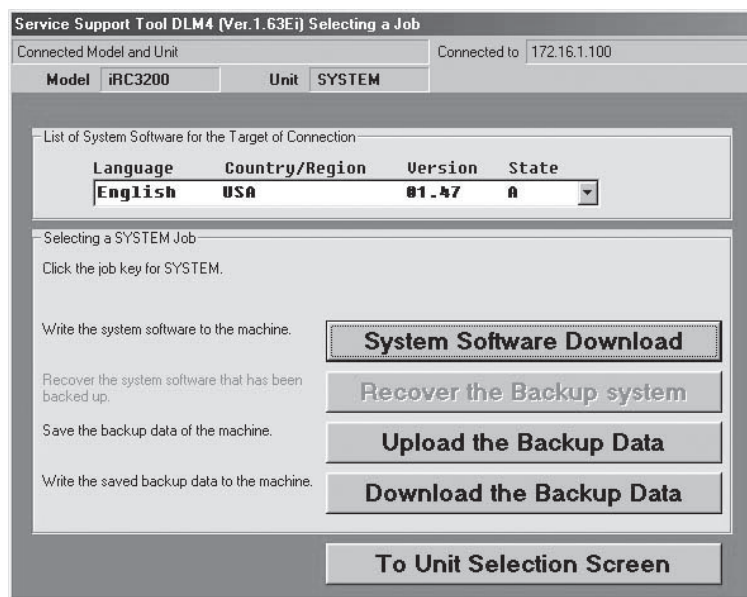 Service Support Tool DLM4 (Ver.1.63Ei) Selecting a Job
Connected Model and Unit
Connected to 172.16.1.100
Model iRC3200 Unit SYSTEM
List of System Software for the Target of Connection
Language Country/Region Version State
English USA 01.47 A
Selecting a SYSTEM Job
Click the job key for SYSTEM.
Write the system software to the machine.
System Software Download
Recover the system software that has been
backed up.
Recover the Backup system
Save the backup data of the machine.
Upload the Backup Data
Write the saved backup data to the machine.
Download the Backup Data
To Unit Selection Screen